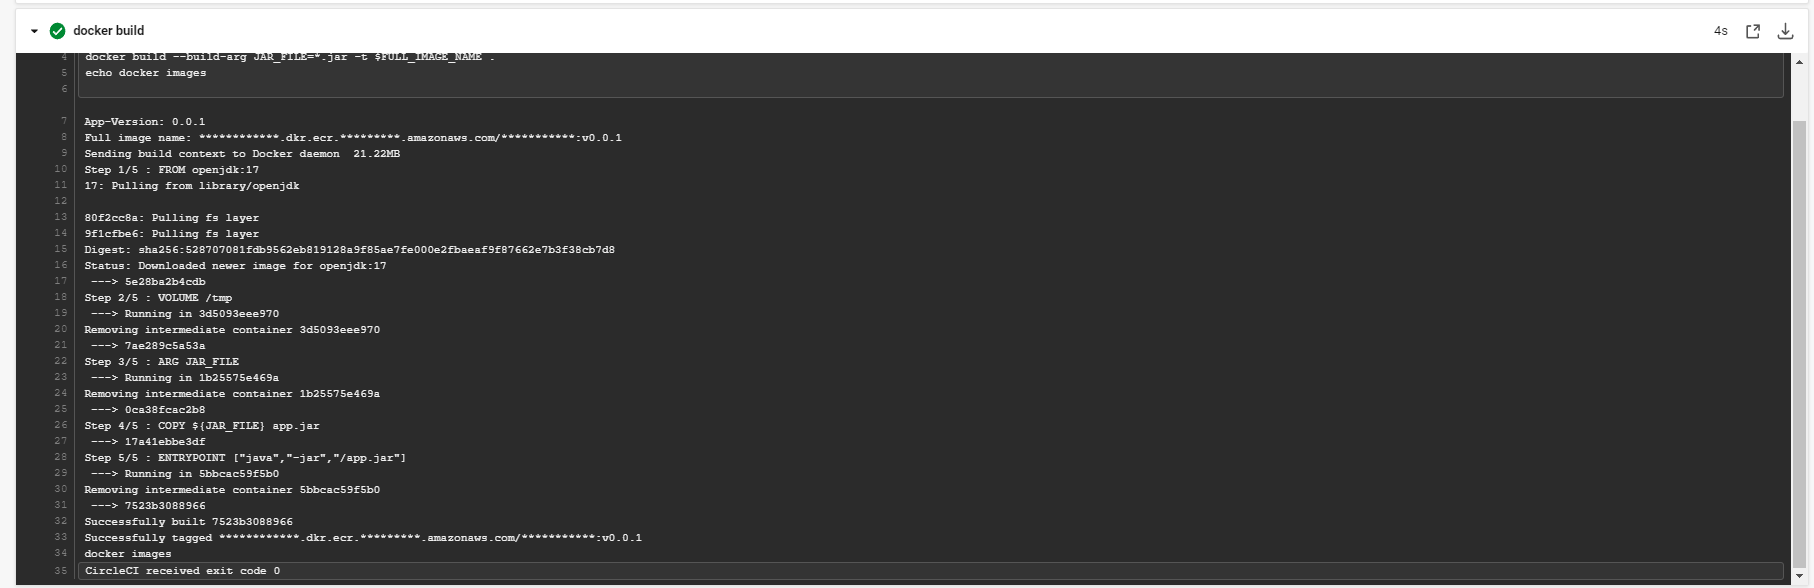 docker build
4s
4 docker build --build-arg JAR_FILE=*.jar -t $FULL_IMAGE_NAME .
5 echo docker images
6
7 App-Version: 0.0.1
8 Full image name: ************.dkr.ecr.*********.amazonaws.com/***********:v0.0.1
9 Sending build context to Docker daemon  21.22MB
10 Step 1/5 : FROM openjdk:17
11 17: Pulling from library/openjdk
12
13 80f2cc8a: Pulling fs layer
14 9f1cfbe6: Pulling fs layer
15 Digest: sha256:528707081fdb9562eb819128a9f85ae7fe000e2fbaeaf9f87662e7b3f38cb7d8
16 Status: Downloaded newer image for openjdk:17
17  ---> 5e28ba2b4cdb
18 Step 2/5 : VOLUME /tmp
19  ---> Running in 3d5093eee970
20 Removing intermediate container 3d5093eee970
21  ---> 7ae289c5a53a
22 Step 3/5 : ARG JAR_FILE
23  ---> Running in 1b25575e469a
24 Removing intermediate container 1b25575e469a
25  ---> 0ca38fcac2b8
26 Step 4/5 : COPY ${JAR_FILE} app.jar
27  ---> 17a41ebbe3df
28 Step 5/5 : ENTRYPOINT ["java","-jar","/app.jar"]
29  ---> Running in 5bbcac59f5b0
30 Removing intermediate container 5bbcac59f5b0
31  ---> 7523b3088966
32 Successfully built 7523b3088966
33 Successfully tagged ************.dkr.ecr.*********.amazonaws.com/***********:v0.0.1
34 docker images
35 CircleCI received exit code 0